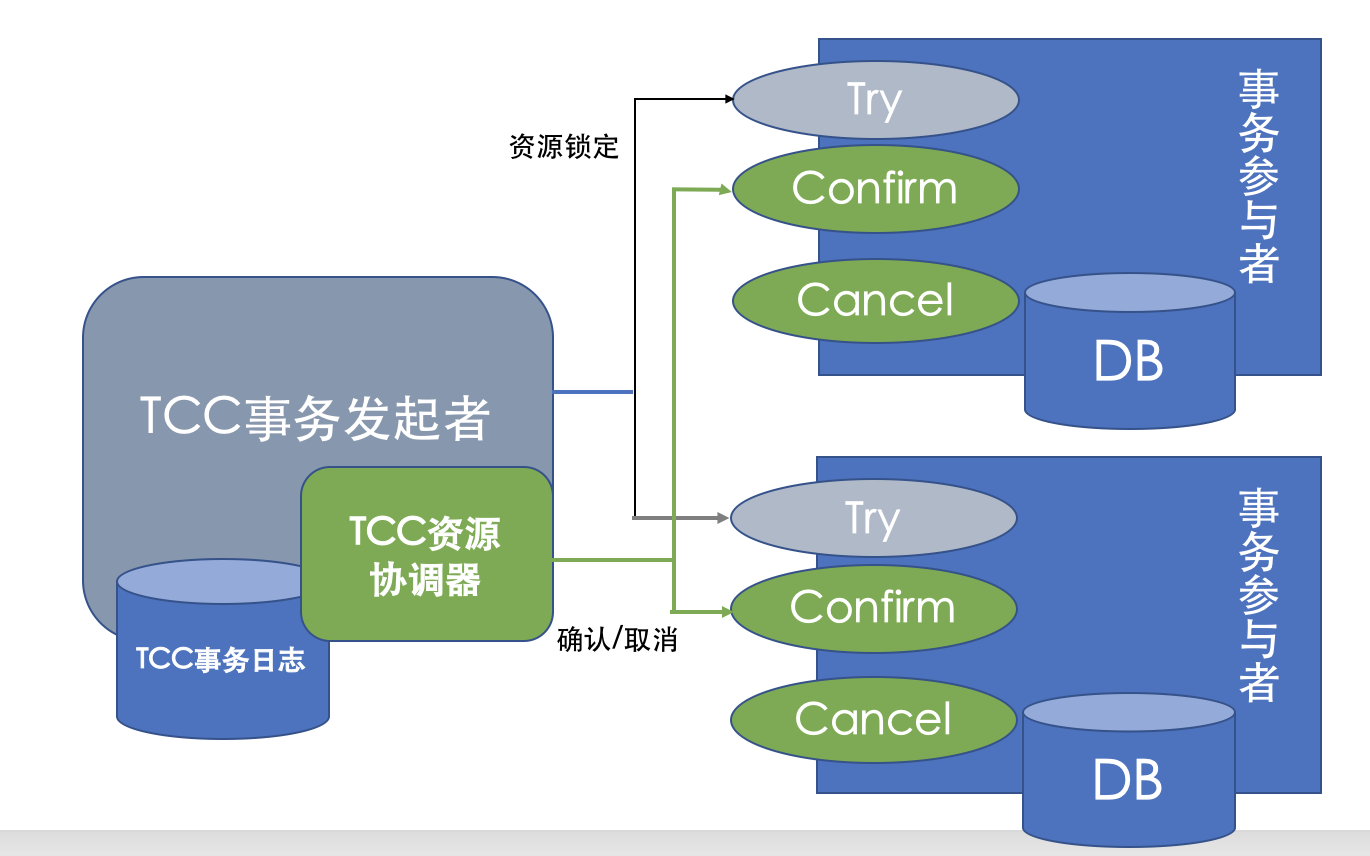 Try
事务参与者
资源锁定
Confirm
Cancel
DB
TCC事务发起者
Try
事务参与者
TCC资源
协调器
Confirm
确认/取消
TCC事务日志
Cancel
DB